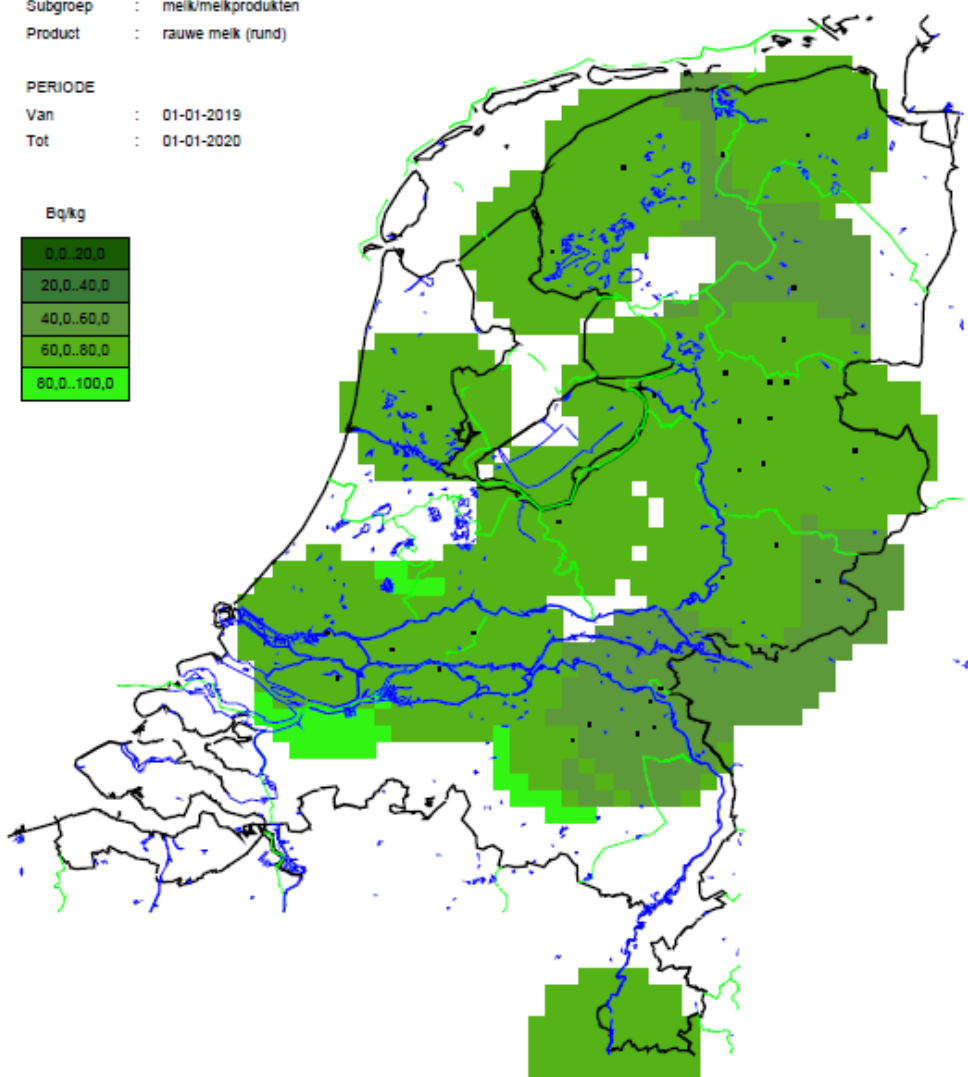 Subgroep : melk/melkprodukten
Product : rauwe melk (rund)
PERIODE
Van : 01-01-2019
Tot : 01-01-2020
Bq/kg
0,0..20,0
20,0..40,0
40,0..60,0
60,0..80,0
80,0..100,0